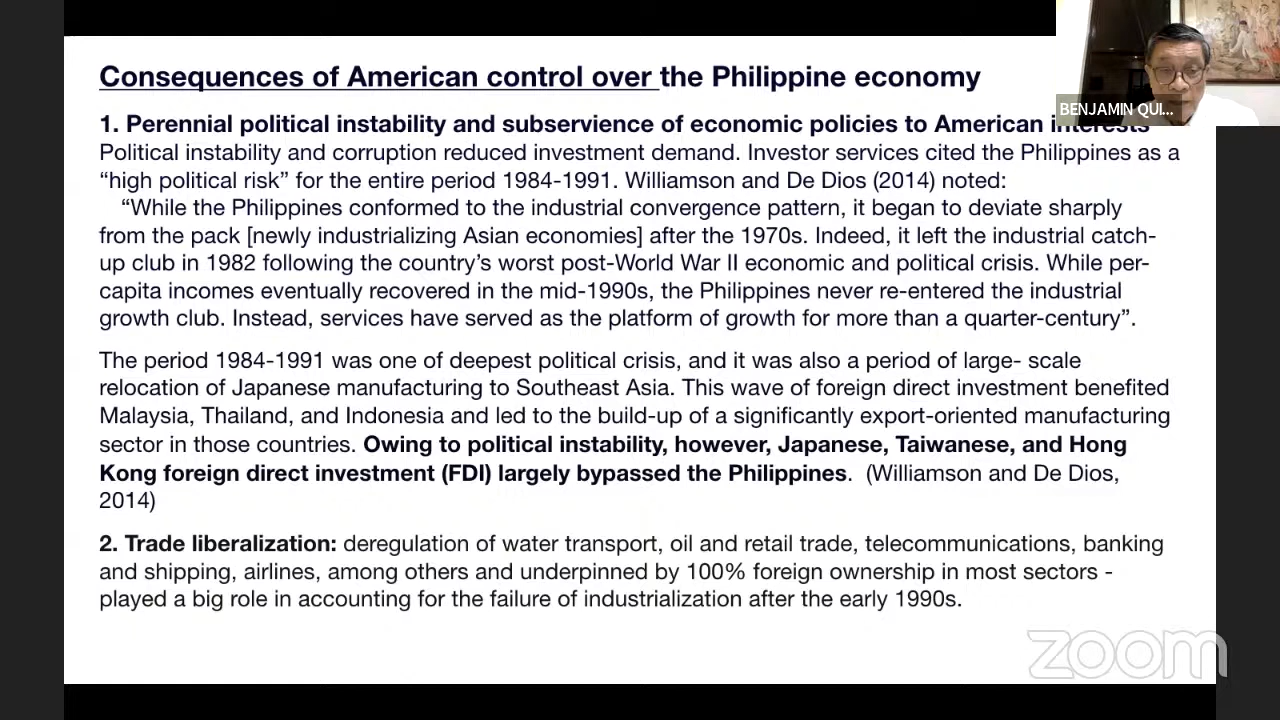 Consequences of American control over the Philippine economy
1. Perennial political instability and subservience of economic policies to American interests
Political instability and corruption reduced investment demand. Investor services cited the Philippines as a
“high political risk” for the entire period 1984-1991. Williamson and De Dios (2014) noted:
“While the Philippines conformed to the industrial convergence pattern, it began to deviate sharply
from the pack [newly industrializing Asian economies] after the 1970s. Indeed, it left the industrial catch-
up club in 1982 following the country’s worst post-World War II economic and political crisis. While per-
capita incomes eventually recovered in the mid-1990s, the Philippines never re-entered the industrial
growth club. Instead, services have served as the platform of growth for more than a quarter-century”.
The period 1984-1991 was one of deepest political crisis, and it was also a period of large- scale
relocation of Japanese manufacturing to Southeast Asia. This wave of foreign direct investment benefited
Malaysia, Thailand, and Indonesia and led to the build-up of a significantly export-oriented manufacturing
sector in those countries. Owing to political instability, however, Japanese, Taiwanese, and Hong
Kong foreign direct investment (FDI) largely bypassed the Philippines. (Williamson and De Dios,
2014)
2. Trade liberalization: deregulation of water transport, oil and retail trade, telecommunications, banking
and shipping, airlines, among others and underpinned by 100% foreign ownership in most sectors -
played a big role in accounting for the failure of industrialization after the early 1990s.
BENJAMIN QUI...
zoom